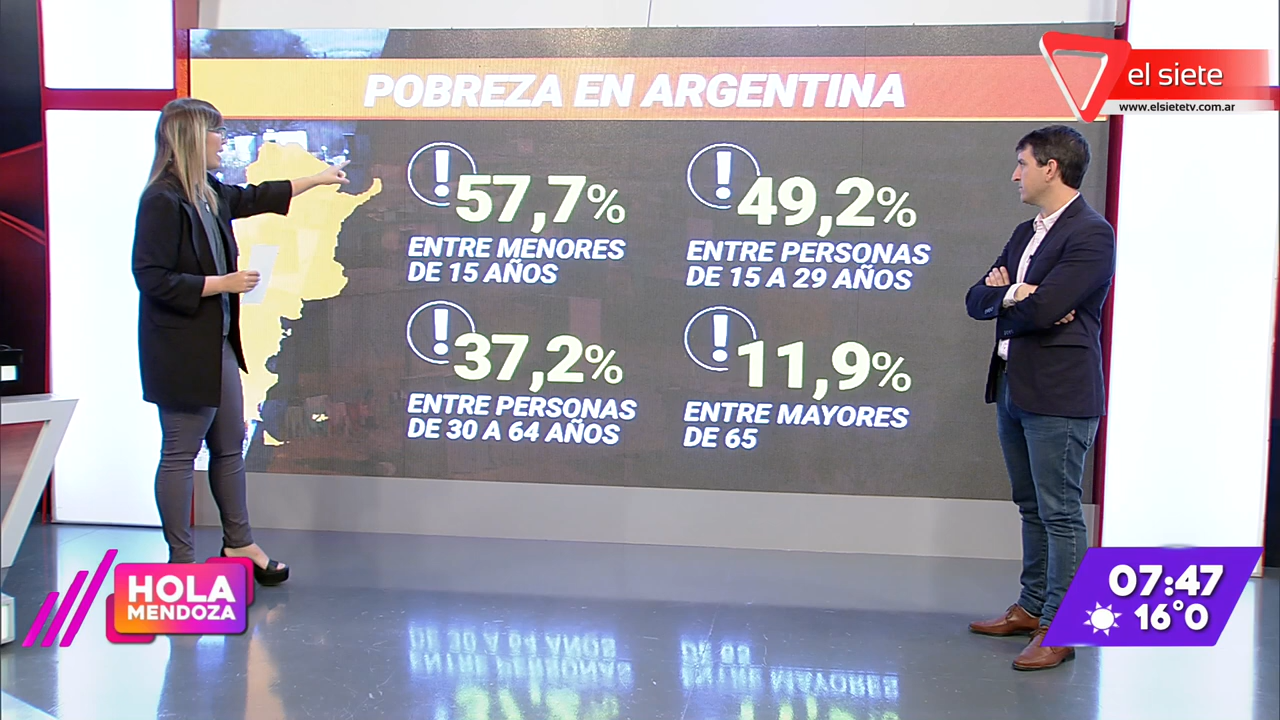 POBREZA EN ARGENTINA
el siete
www.elsietetv.com.ar
57,7%
ENTRE MENORES
DE 15 AÑOS
49,2%
ENTRE PERSONAS
DE 15 A 29 AÑOS
37,2%
ENTRE PERSONAS
DE 30 A 64 AÑOS
11,9%
ENTRE MAYORES
DE 65
HOLA
MENDOZA
07:47
16°0